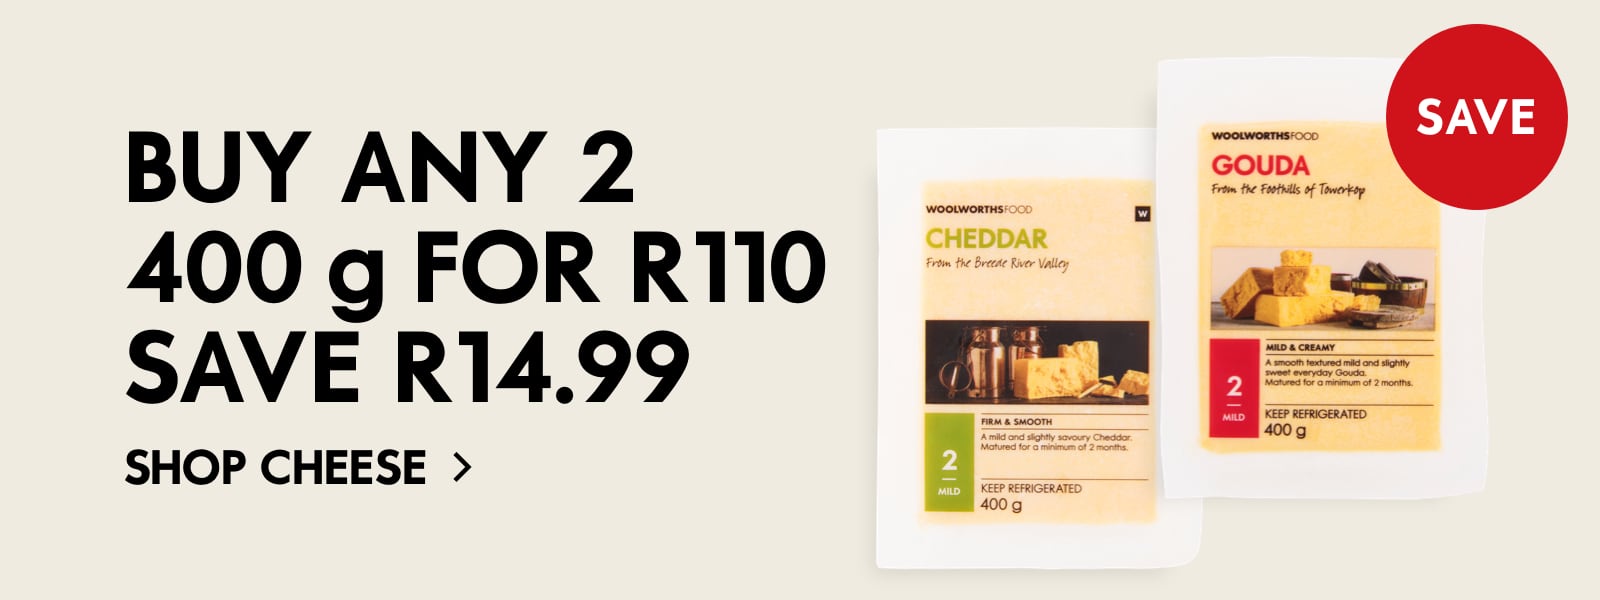 BUY ANY 2
400 g FOR R110
SAVE R14.99
SHOP CHEESE >
WOOLWORTHSFOOD
W
CHEDDAR
From the Breede River Valley
2
MILD
FIRM & SMOOTH
A mild and slightly savoury Cheddar.
Matured for a minimum of 2 months.
KEEP REFRIGERATED
400 g
WOOLWORTHSFOOD
GOUDA
From the Foothills of Towerkop
2
MILD
MILD & CREAMY
A smooth textured mild and slightly
sweet everyday Gouda.
Matured for a minimum of 2 months.
KEEP REFRIGERATED
400 g
SAVE